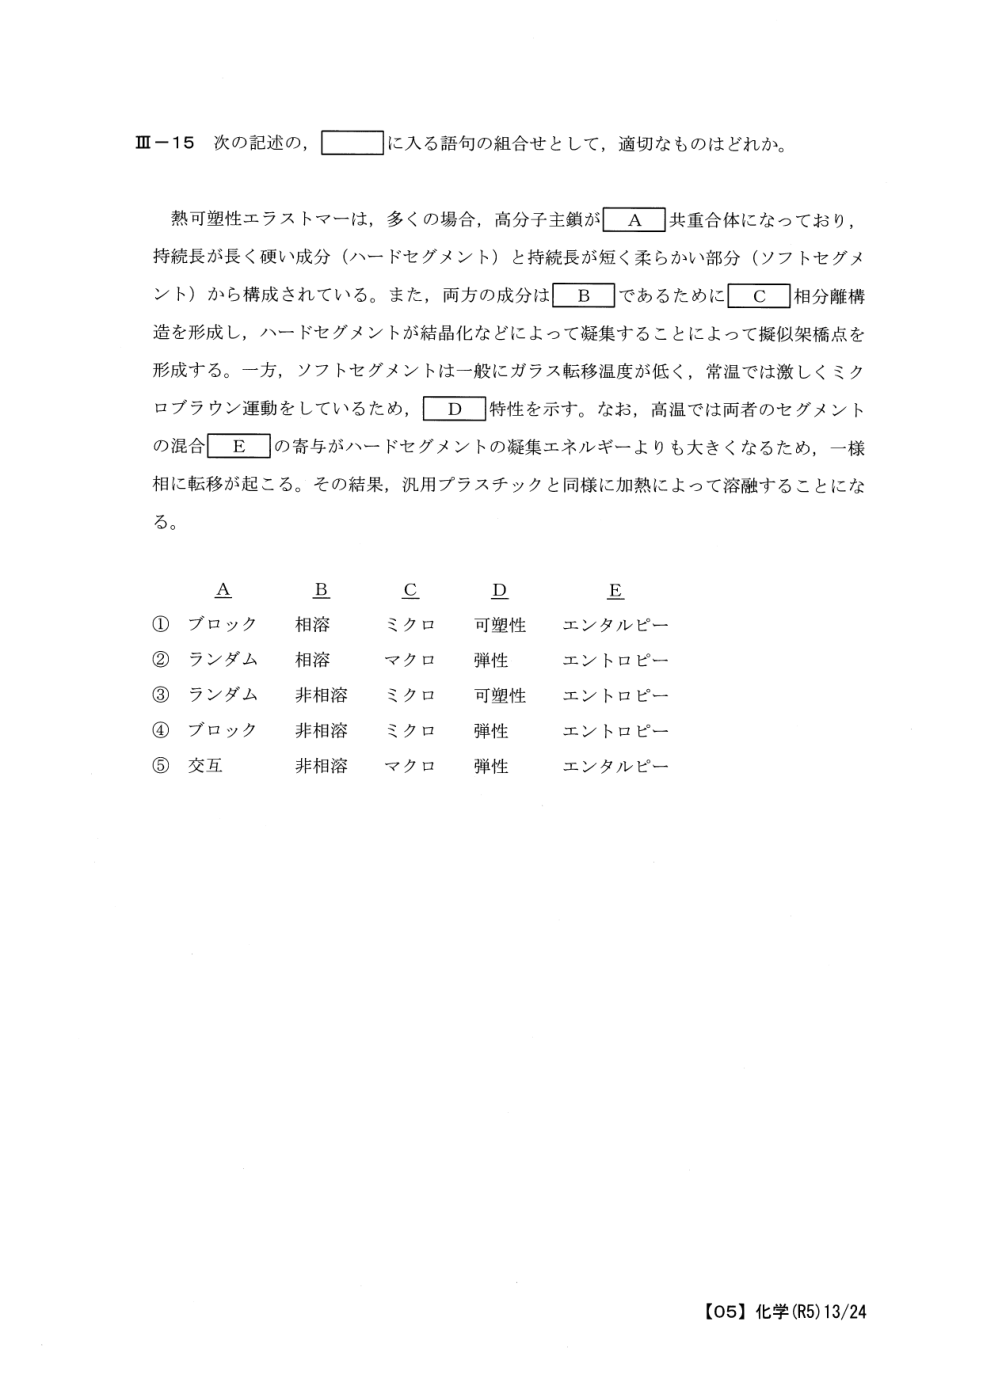 Ⅲ－15 次の記述の，に入る語句の組合せとして，適切なものはどれか。
熱可塑性エラストマーは，多くの場合，高分子主鎖が A 共重合体になっており，
持続長が長く硬い成分（ハードセグメント）と持続長が短く柔らかい部分（ソフトセグメ
ント）から構成されている。また，両方の成分は B であるために C 相分離構
造を形成し，ハードセグメントが結晶化などによって凝集することによって擬似架橋点を
形成する。一方，ソフトセグメントは一般にガラス転移温度が低く，常温では激しくミク
ロブラウン運動をしているため， D 特性を示す。なお，高温では両者のセグメント
の混合 E の寄与がハードセグメントの凝集エネルギーよりも大きくなるため，一様
相に転移が起こる。その結果，汎用プラスチックと同様に加熱によって溶融することにな
る。
A B C D E
① ブロック 相溶 ミクロ 可塑性 エンタルピー
② ランダム 相溶 マクロ 弾性 エントロピー
③ ランダム 非相溶 ミクロ 可塑性 エントロピー
④ ブロック 非相溶 ミクロ 弾性 エントロピー
⑤ 交互 非相溶 マクロ 弾性 エンタルピー
【05】化学(R5)13/24